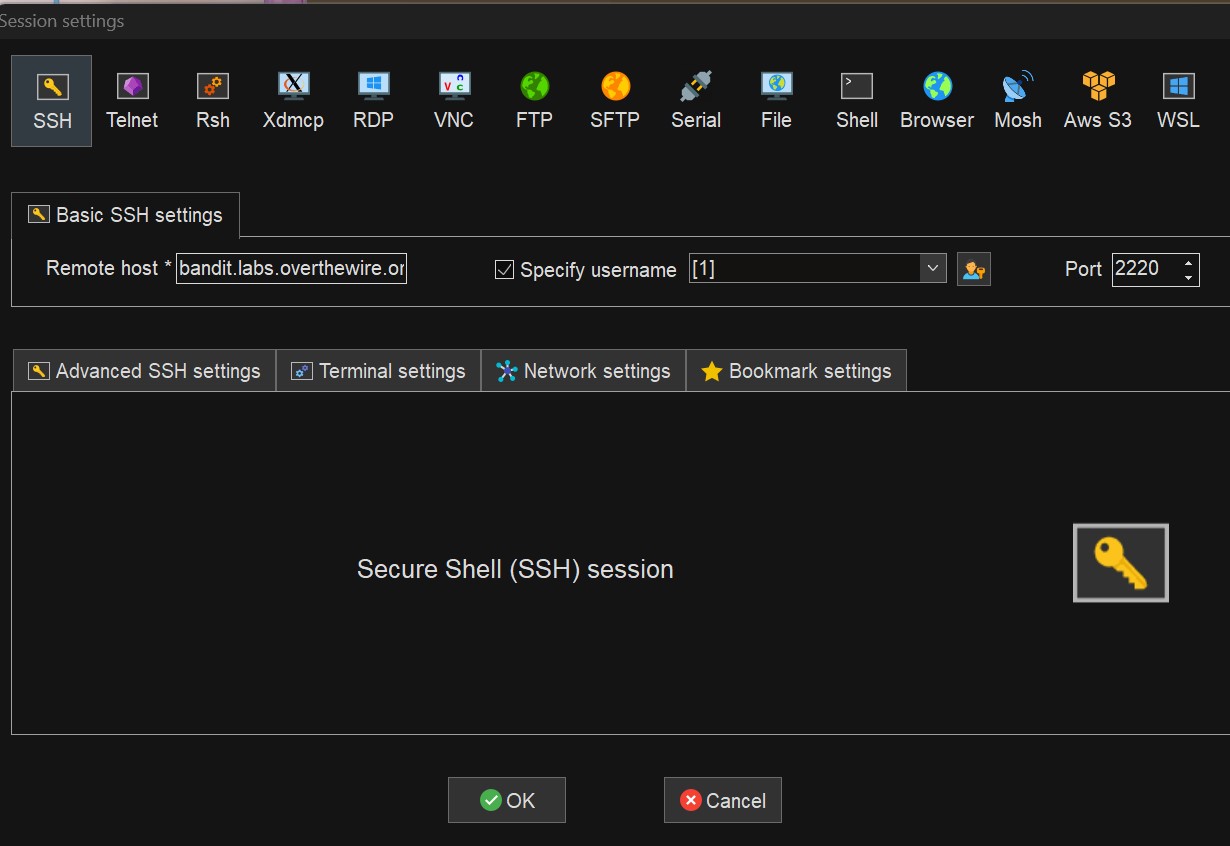 Session settings
SSH Telnet Rsh Xdmcp RDP VNC FTP SFTP Serial File Shell Browser Mosh Aws S3 WSL
Basic SSH settings
Remote host * bandit.labs.overthewire.or Specify username [1] Port 2220
Advanced SSH settings Terminal settings Network settings Bookmark settings
Secure Shell (SSH) session
OK Cancel